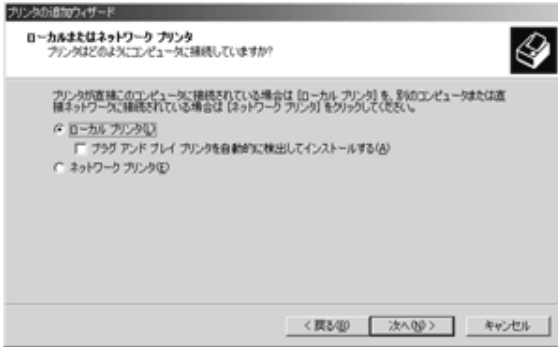 プリンタの追加ウィザード
ローカルまたはネットワーク プリンタ
プリンタはどのようにコンピュータに接続していますか?
プリンタが直接このコンピュータに接続されている場合は [ローカル プリンタ] を、別のコンピュータまたは直
接ネットワークに接続されている場合は [ネットワーク プリンタ] をクリックしてください。
ローカル プリンタ(L)
プラグ アンド プレイ プリンタを自動的に検出してインストールする(A)
ネットワーク プリンタ(E)
< 戻る(B) 次へ(N) > キャンセル